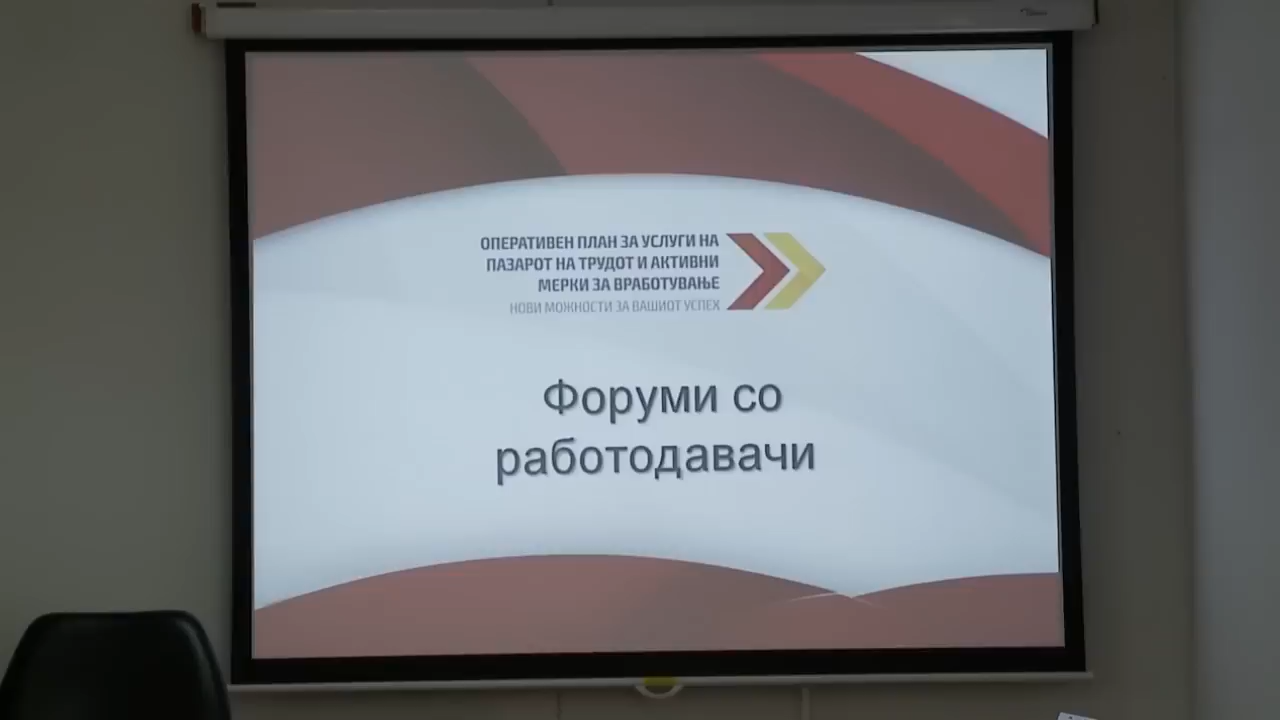 ОПЕРАТИВЕН ПЛАН ЗА УСЛУГИ НА
ПАЗАРОТ НА ТРУДОТ И АКТИВНИ
МЕРКИ ЗА ВРАБОТУВАЊЕ
НОВИ МОЖНОСТИ ЗА ВАШИОТ УСПЕХ
Форуми со
работодавачи